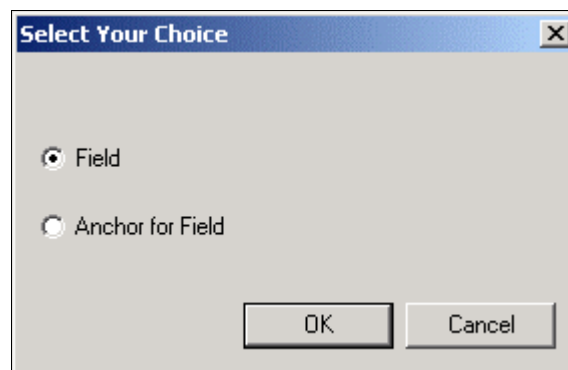 Select Your Choice
Field
Anchor for Field
OK
Cancel